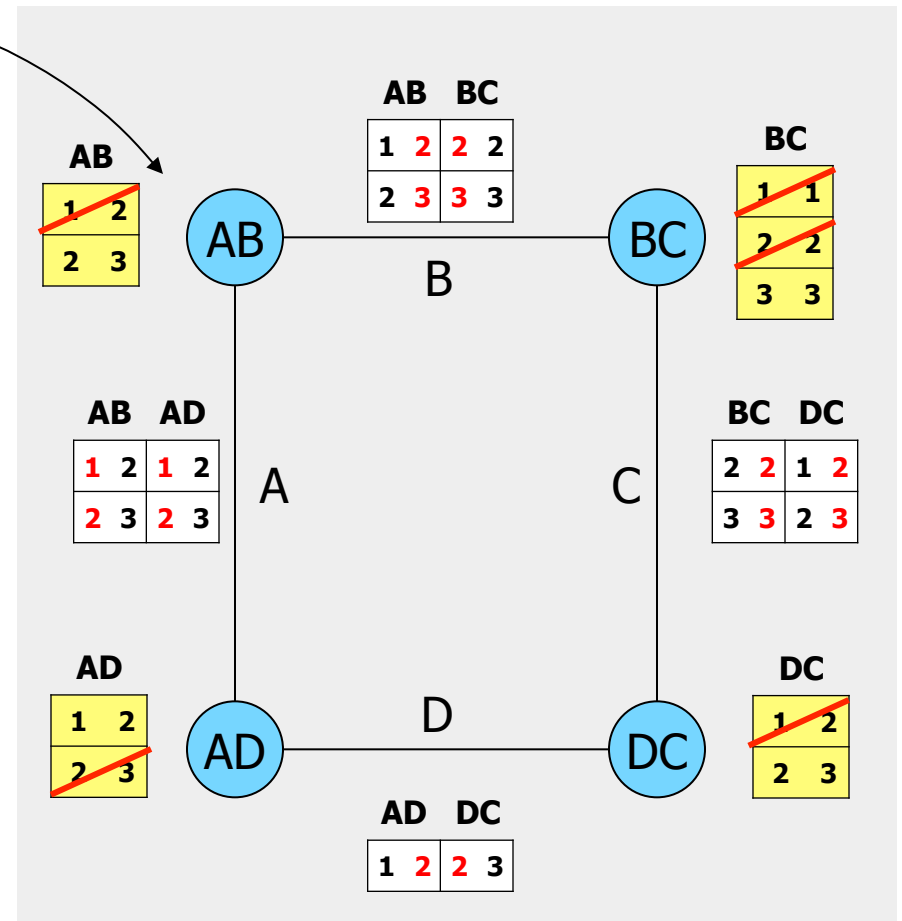 AB BC
1 2 2 2
2 3 3 3
AB
1 2
2 3
BC
1 1
2 2
3 3
AB
BC
B
AB AD
1 2 1 2
2 3 2 3
A
C
BC DC
2 2 1 2
3 3 2 3
AD
1 2
2 3
DC
1 2
2 3
AD
D
DC
AD DC
1 2 2 3